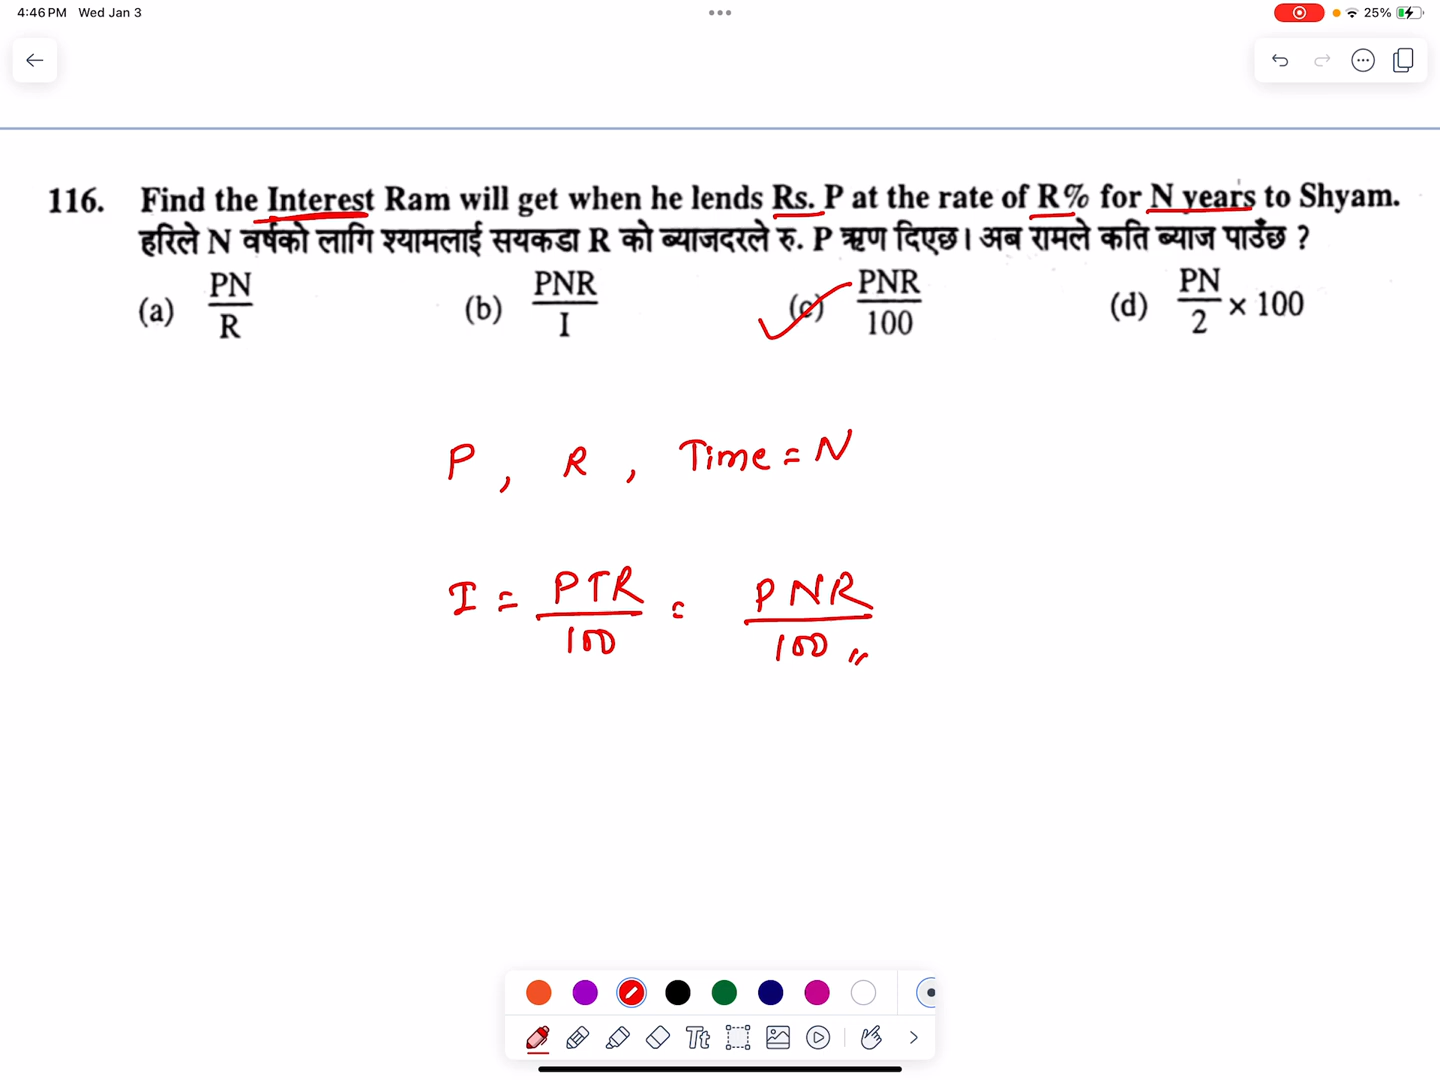 4:46 PM Wed Jan 3
25%
116. Find the Interest Ram will get when he lends Rs. P at the rate of R% for N years to Shyam.
हरिले N वर्षको लागि श्यामलाई सयकडा R को ब्याजदरले रु. P ऋण दिएछ। अब रामले कति ब्याज पाउँछ ?
(a) PN/R (b) PNR/I (c) PNR/100 (d) PN/2 × 100
P, R, Time = N
I = PTR/100 = PNR/100 "
Tt